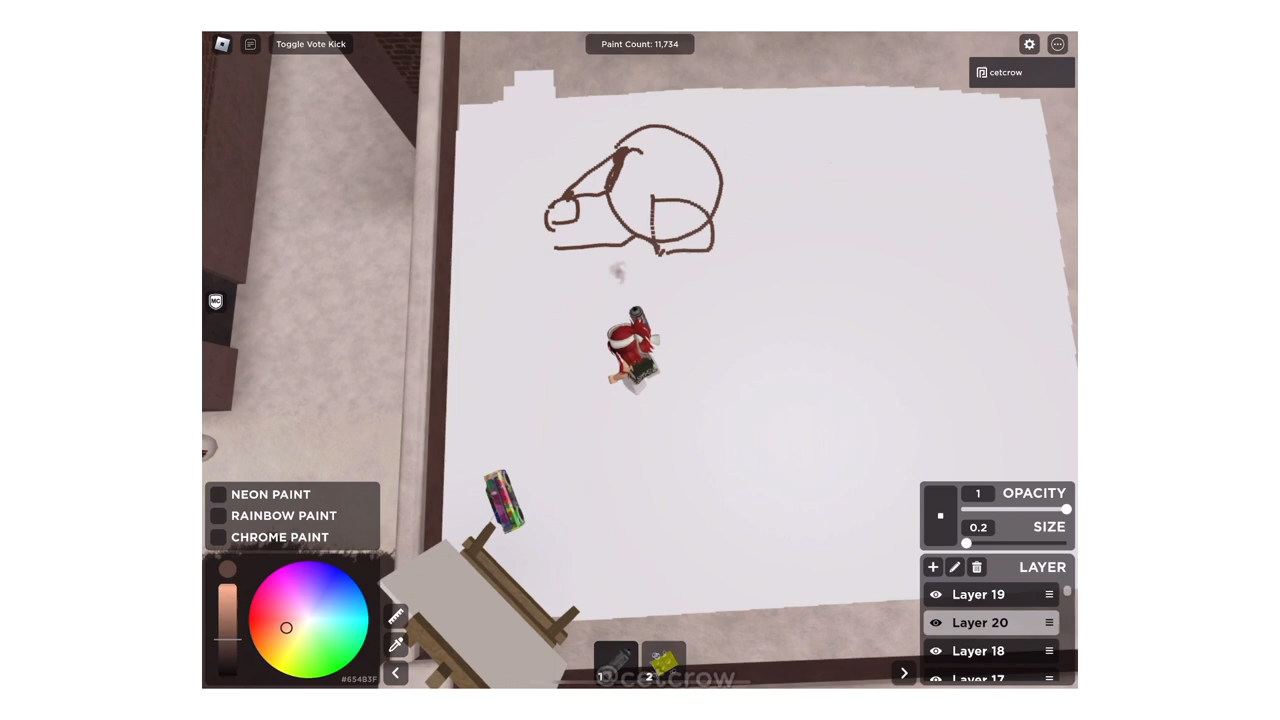 Toggle Vote Kick
Paint Count: 11,734
cetcrow
MC
NEON PAINT
RAINBOW PAINT
CHROME PAINT
#654B3F
1 OPACITY
0.2 SIZE
LAYER
Layer 19
Layer 20
Layer 18
Layer 17
1
2
@cetcrow